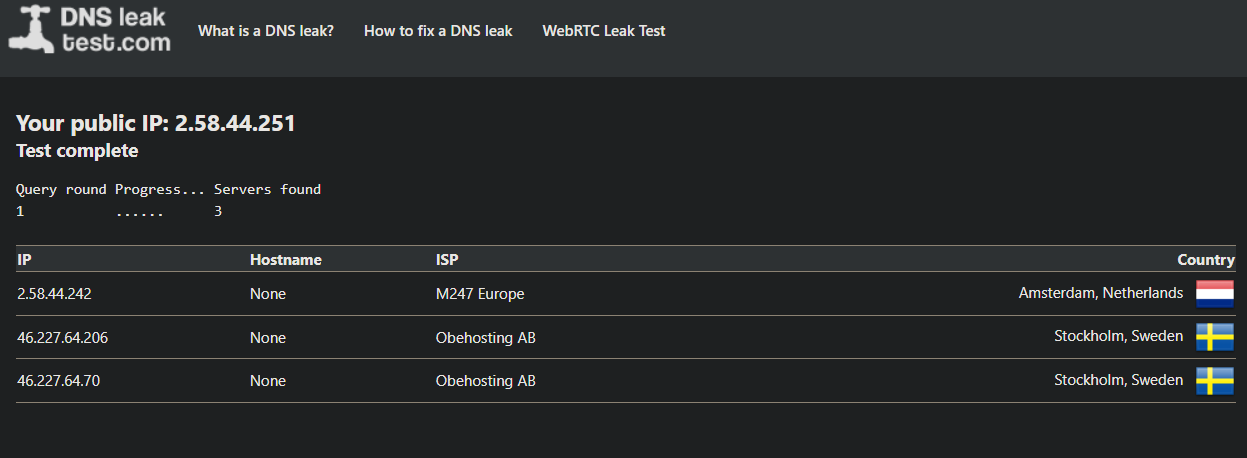 DNS leak
test.com
What is a DNS leak? How to fix a DNS leak WebRTC Leak Test
Your public IP: 2.58.44.251
Test complete
Query round Progress... Servers found
1 ...... 3
IP Hostname ISP Country
2.58.44.242 None M247 Europe Amsterdam, Netherlands
46.227.64.206 None Obehosting AB Stockholm, Sweden
46.227.64.70 None Obehosting AB Stockholm, Sweden